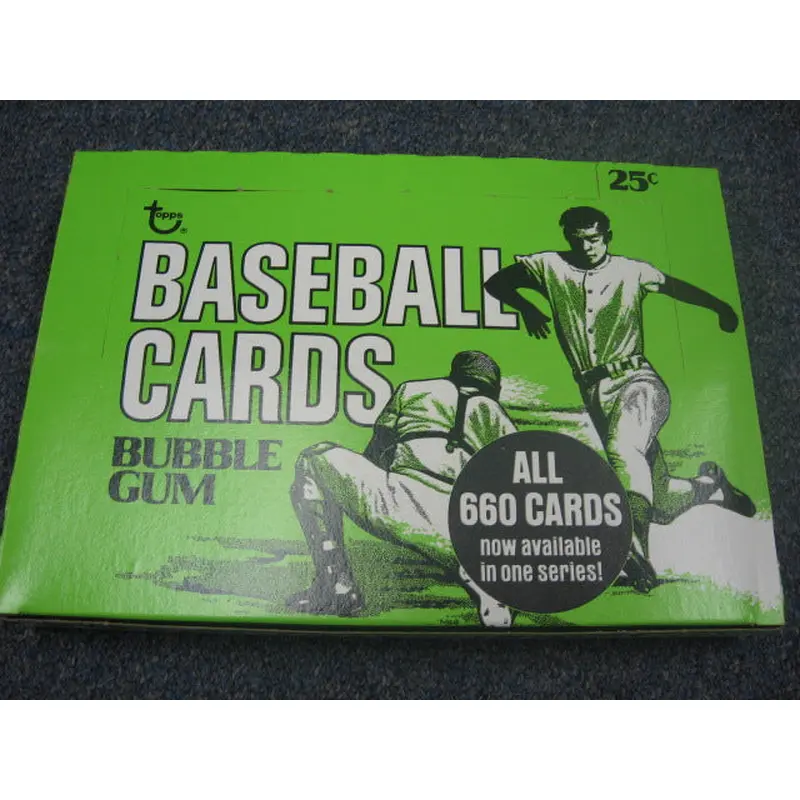 25¢
topps®
BASEBALL
CARDS
BUBBLE
GUM
ALL
660 CARDS
now available
in one series!